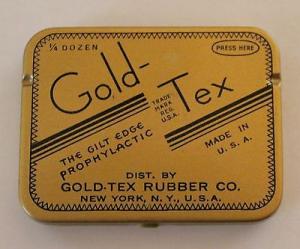 ¼ DOZEN
PRESS HERE
Gold-Tex
TRADE
MARK
REG.
U.S.A.
THE GILT EDGE
PROPHYLACTIC
MADE IN
U.S.A.
DIST. BY
GOLD-TEX RUBBER CO.
NEW YORK, N.Y., U.S.A.